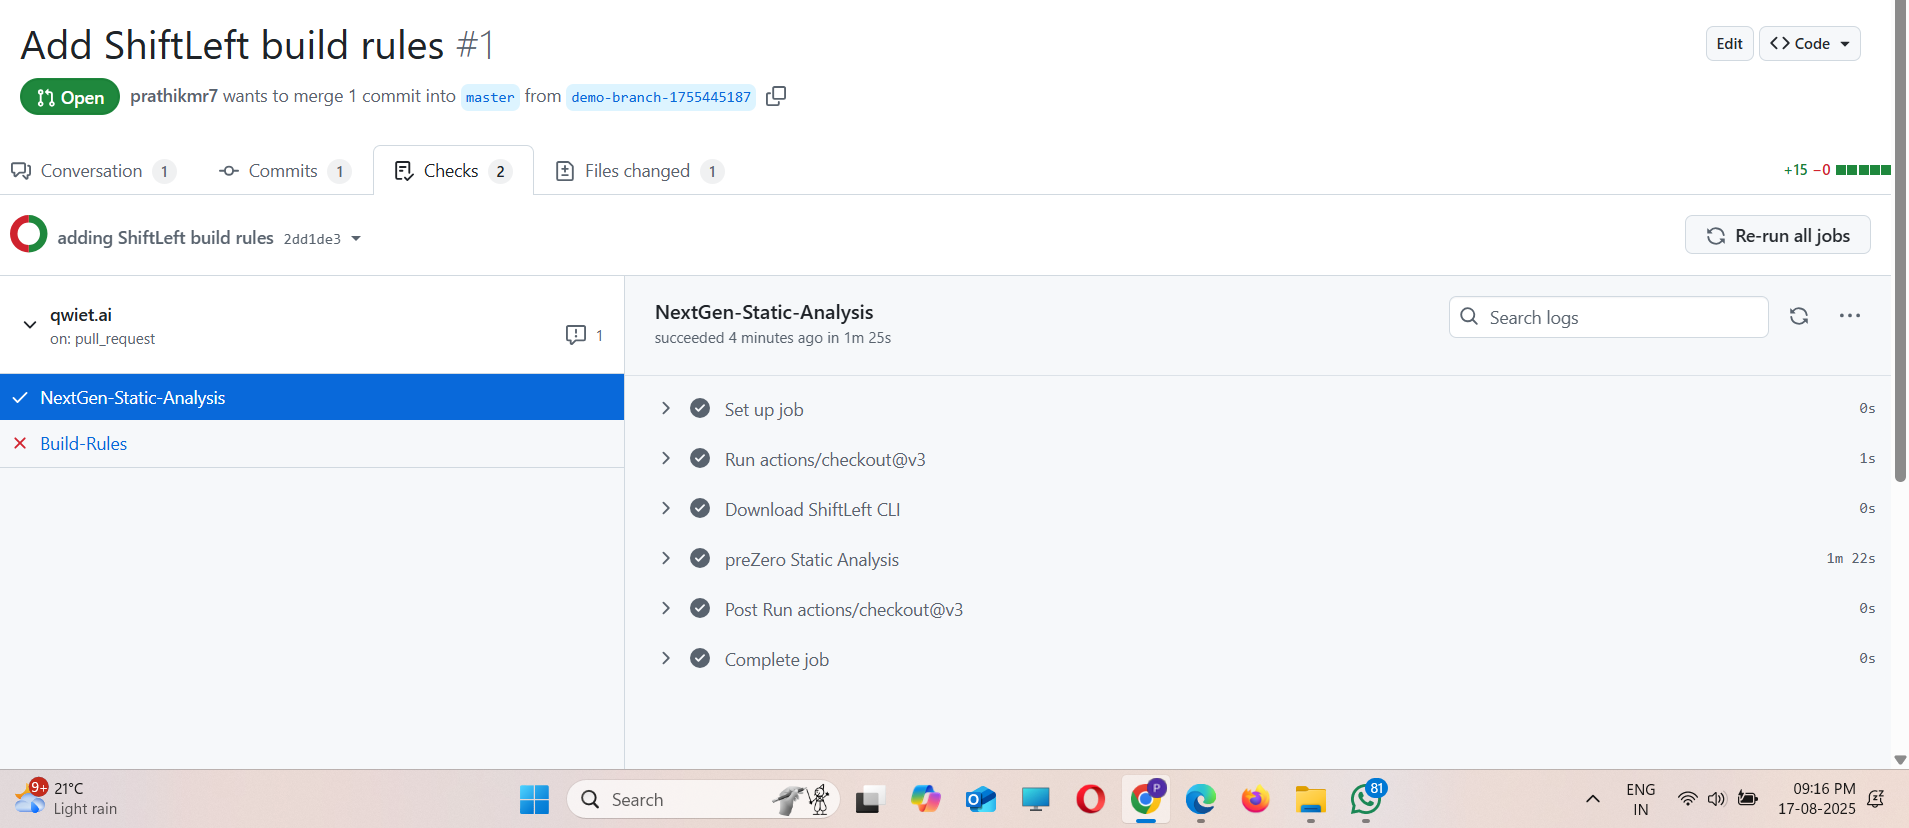 Add ShiftLeft build rules #1
Edit
Code
Open
prathikmr7 wants to merge 1 commit into master from demo-branch-1755445187
Conversation 1
Commits 1
Checks 2
Files changed 1
+15 −0
adding ShiftLeft build rules 2dd1de3
Re-run all jobs
qwiet.ai
on: pull_request
1
NextGen-Static-Analysis
Build-Rules
NextGen-Static-Analysis
succeeded 4 minutes ago in 1m 25s
Search logs
Set up job 0s
Run actions/checkout@v3 1s
Download ShiftLeft CLI 0s
preZero Static Analysis 1m 22s
Post Run actions/checkout@v3 0s
Complete job 0s
9+
21°C
Light rain
Search
P
81
ENG
IN
09:16 PM
17-08-2025